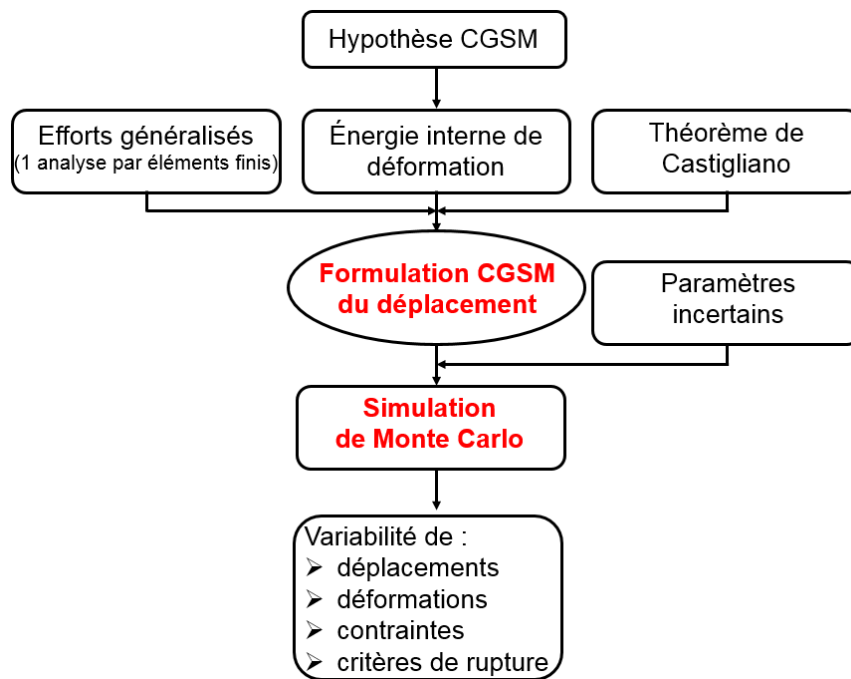 Hypothèse CGSM
Efforts généralisés
(1 analyse par éléments finis)
Énergie interne de
déformation
Théorème de
Castigliano
Formulation CGSM
du déplacement
Paramètres
incertains
Simulation
de Monte Carlo
Variabilité de :
➢ déplacements
➢ déformations
➢ contraintes
➢ critères de rupture